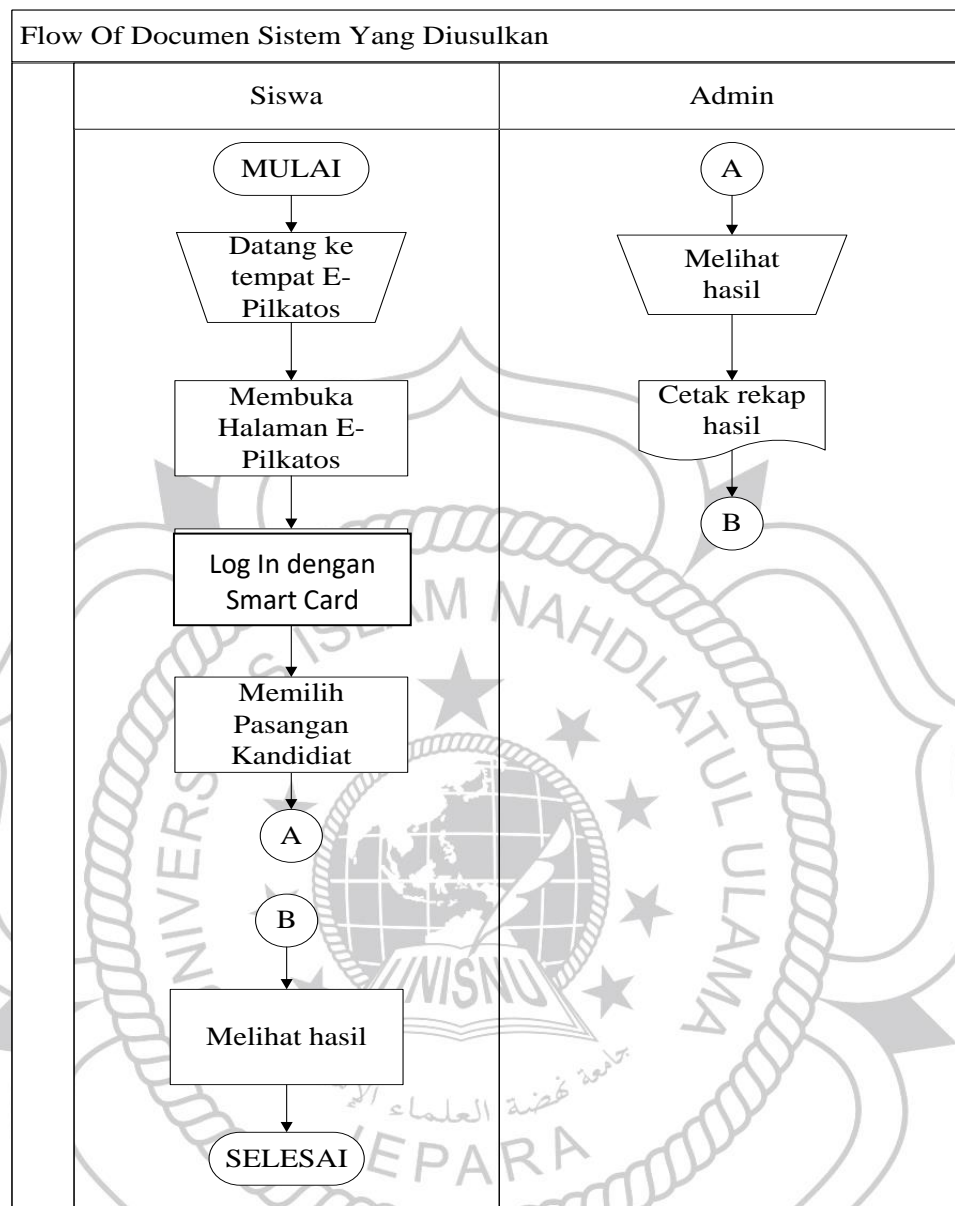 Flow Of Documen Sistem Yang Diusulkan
Siswa
Admin
MULAI
Datang ke
tempat E-
Pilkatos
Membuka
Halaman E-
Pilkatos
Log In dengan
Smart Card
Memilih
Pasangan
Kandidiat
A
B
Melihat hasil
SELESAI
A
Melihat
hasil
Cetak rekap
hasil
B
ISLAM NAHDLATUL ULAMA
UNISNU
JEPARA